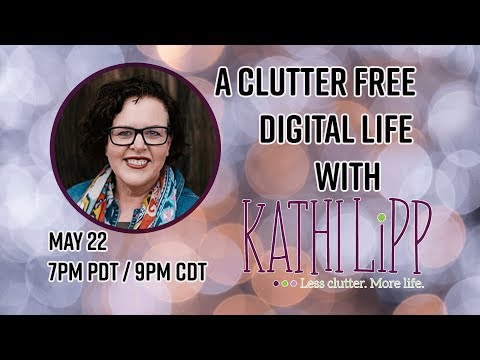 A CLUTTER FREE
DIGITAL LIFE
WITH
KATHI LiPP
Less clutter. More life.
MAY 22
7PM PDT / 9PM CDT